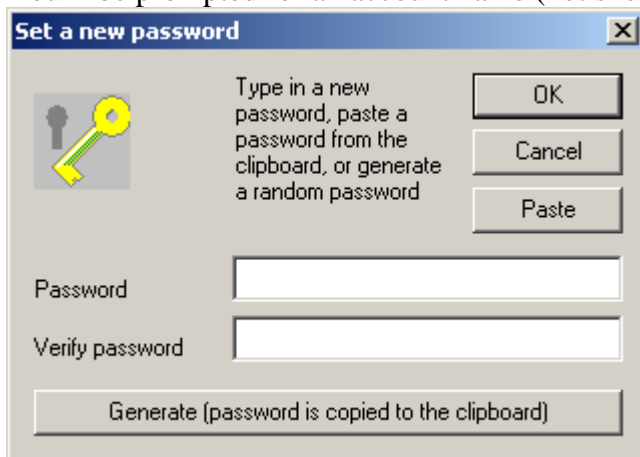 Set a new password
Type in a new
password, paste a
password from the
clipboard, or generate
a random password
OK
Cancel
Paste
Password
Verify password
Generate (password is copied to the clipboard)